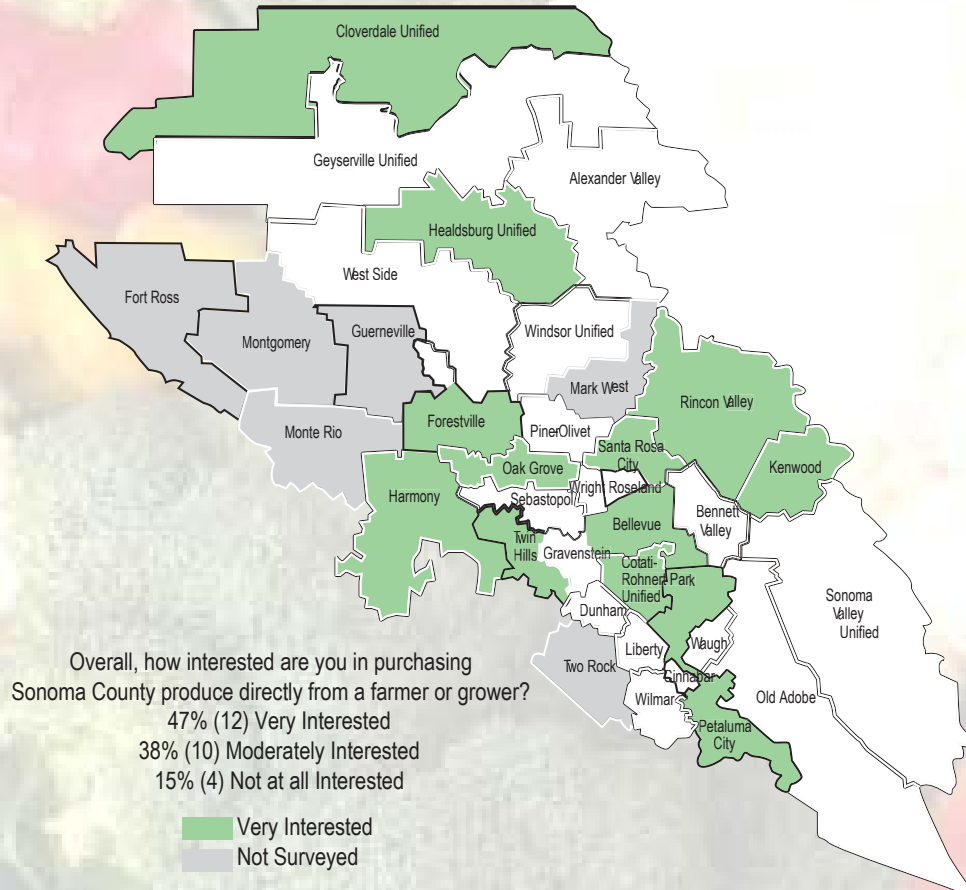 Cloverdale Unified
Geyserville Unified
Alexander Valley
Healdsburg Unified
West Side
Fort Ross
Windsor Unified
Guerneville
Montgomery
Mark West
Rincon Valley
Forestville
PinerOlivet
Monte Rio
Santa Rosa
City
Oak Grove
Kenwood
Wright
Roseland
Harmony
Sebastopol
Bennett
Valley
Bellevue
Twin
Hills
Gravenstein
Cotati-
Rohnert Park
Unified
Sonoma
Valley
Unified
Dunham
Waugh
Liberty
Two Rock
Cinnabar
Wilmar
Old Adobe
Petaluma
City
Overall, how interested are you in purchasing
Sonoma County produce directly from a farmer or grower?
47% (12) Very Interested
38% (10) Moderately Interested
15% (4) Not at all Interested
Very Interested
Not Surveyed